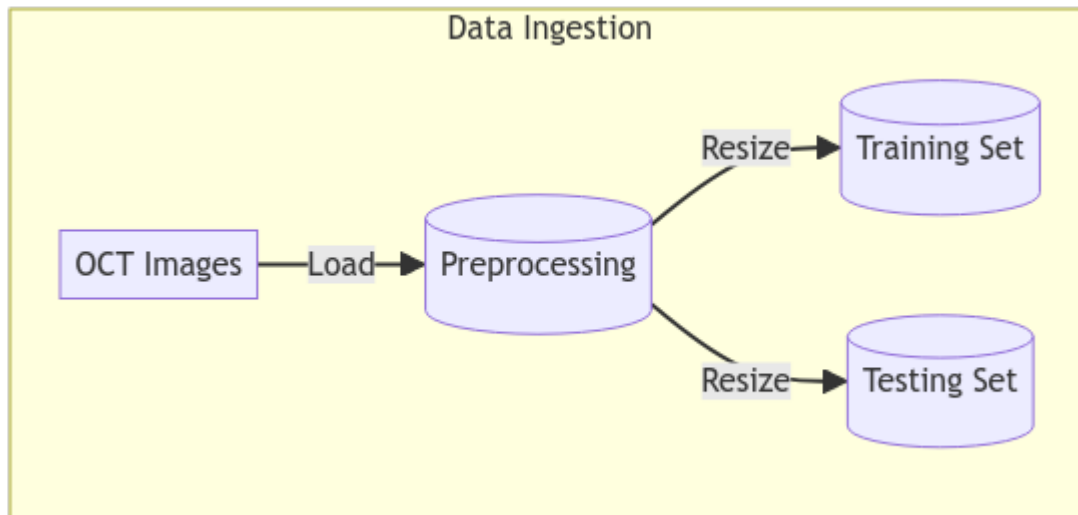 Data Ingestion
OCT Images
Load
Preprocessing
Resize
Training Set
Resize
Testing Set